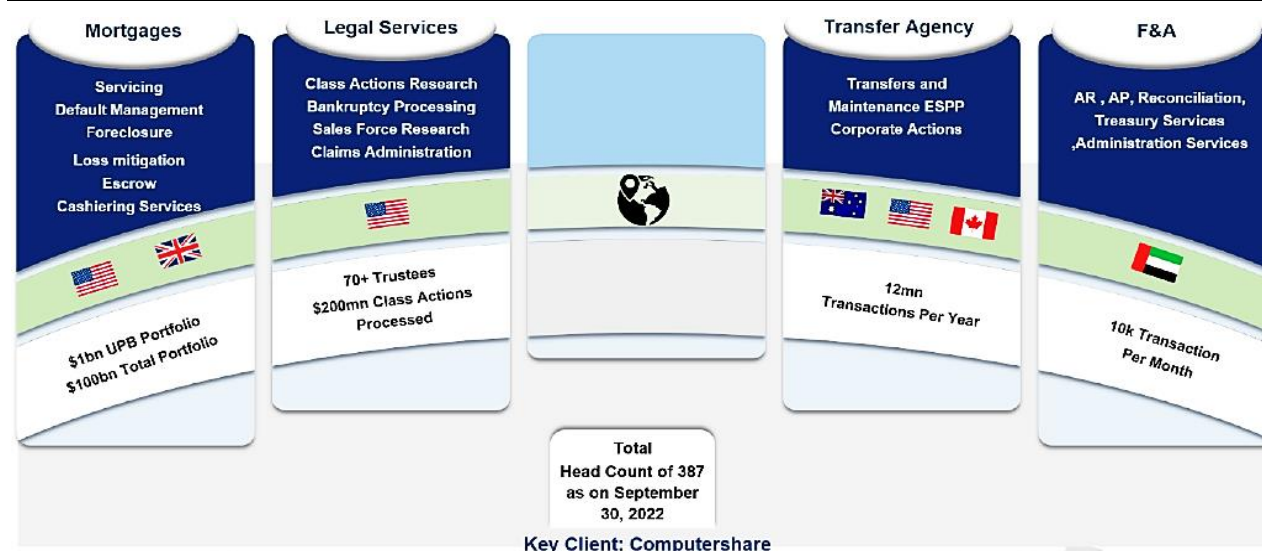 Mortgages
Servicing
Default Management
Foreclosure
Loss mitigation
Escrow
Cashiering Services
$1bn UPB Portfolio
$100bn Total Portfolio
Legal Services
Class Actions Research
Bankruptcy Processing
Sales Force Research
Claims Administration
70+ Trustees
$200mn Class Actions
Processed
Transfer Agency
Transfers and
Maintenance ESPP
Corporate Actions
12mn
Transactions Per Year
F&A
AR , AP, Reconciliation,
Treasury Services
,Administration Services
10k Transaction
Per Month
Total
Head Count of 387
as on September
30, 2022
Key Client: Computershare